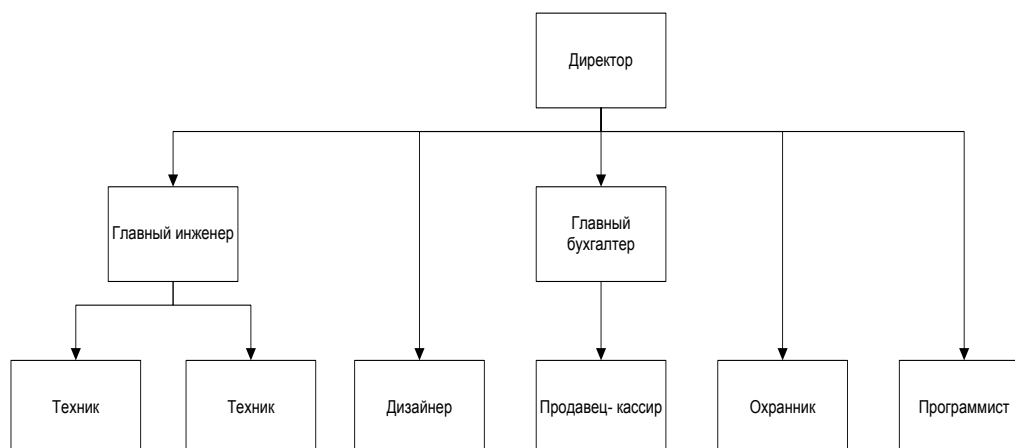 Директор
Главный инженер
Главный
бухгалтер
Техник
Техник
Дизайнер
Продавец- кассир
Охранник
Программист